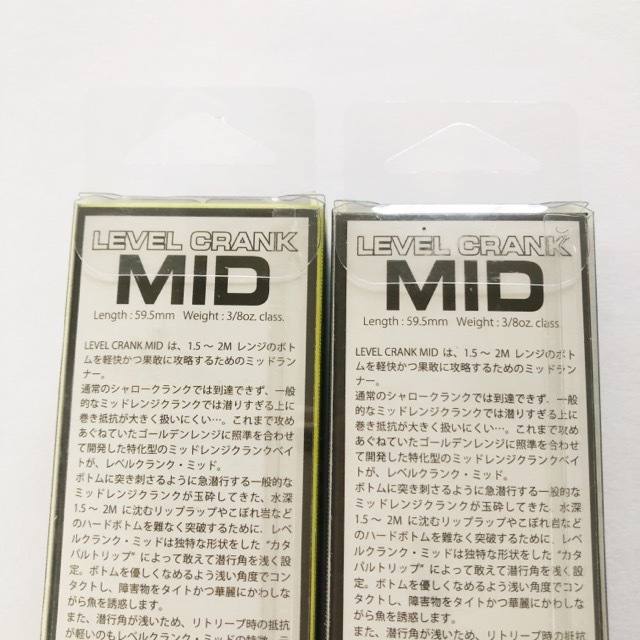 LEVEL CRANK
MID
Length : 59.5mm Weight : 3/8oz. class.
LEVEL CRANK MID は、1.5～ 2M レンジのボト
ムを軽快かつ果敢に攻略するためのミッドラン
ナー。
通常のシャロークランクでは到達できず、一般
的なミッドレンジクランクでは潜りすぎる上に
巻き抵抗が大きく扱いにくい…。これまで攻め
あぐねていたゴールデンレンジに照準を合わせ
て開発した特化型のミッドレンジクランクベイ
トが、レベルクランク・ミッド。
ボトムに突き刺さるように急潜行する一般的な
ミッドレンジクランクが玉砕してきた、水深
1.5～ 2M に沈むリップラップやこぼれ岩など
のハードボトムを難なく突破するために、レベ
ルクランク・ミッドは独特な形状をした “カタ
パルトリップ” によって敢えて潜行角を浅く設
定。ボトムを優しくなめるよう浅い角度でコン
タクトし、障害物をタイトかつ華麗にかわしな
がら魚を誘惑します。
また、潜行角が浅いため、リトリーブ時の抵抗
が軽いのもレベルクランク・ミッドの特徴。
LEVEL CRANK
MID
Length : 59.5mm Weight : 3/8oz. class.
LEVEL CRANK MID は、1.5～ 2M レンジのボト
ムを軽快かつ果敢に攻略するためのミッドラン
ナー。
通常のシャロークランクでは到達できず、一般
的なミッドレンジクランクでは潜りすぎる上に
巻き抵抗が大きく扱いにくい…。これまで攻め
あぐねていたゴールデンレンジに照準を合わせ
て開発した特化型のミッドレンジクランクベイ
トが、レベルクランク・ミッド。
ボトムに突き刺さるように急潜行する一般的な
ミッドレンジクランクが玉砕してきた、水深
1.5～ 2M に沈むリップラップやこぼれ岩など
のハードボトムを難なく突破するために、レベ
ルクランク・ミッドは独特な形状をした “カタ
パルトリップ” によって敢えて潜行角を浅く設
定。ボトムを優しくなめるよう浅い角度でコン
タクトし、障害物をタイトかつ華麗にかわしな
がら魚を誘惑します。
また、潜行角が浅いため、リトリーブ時の抵抗